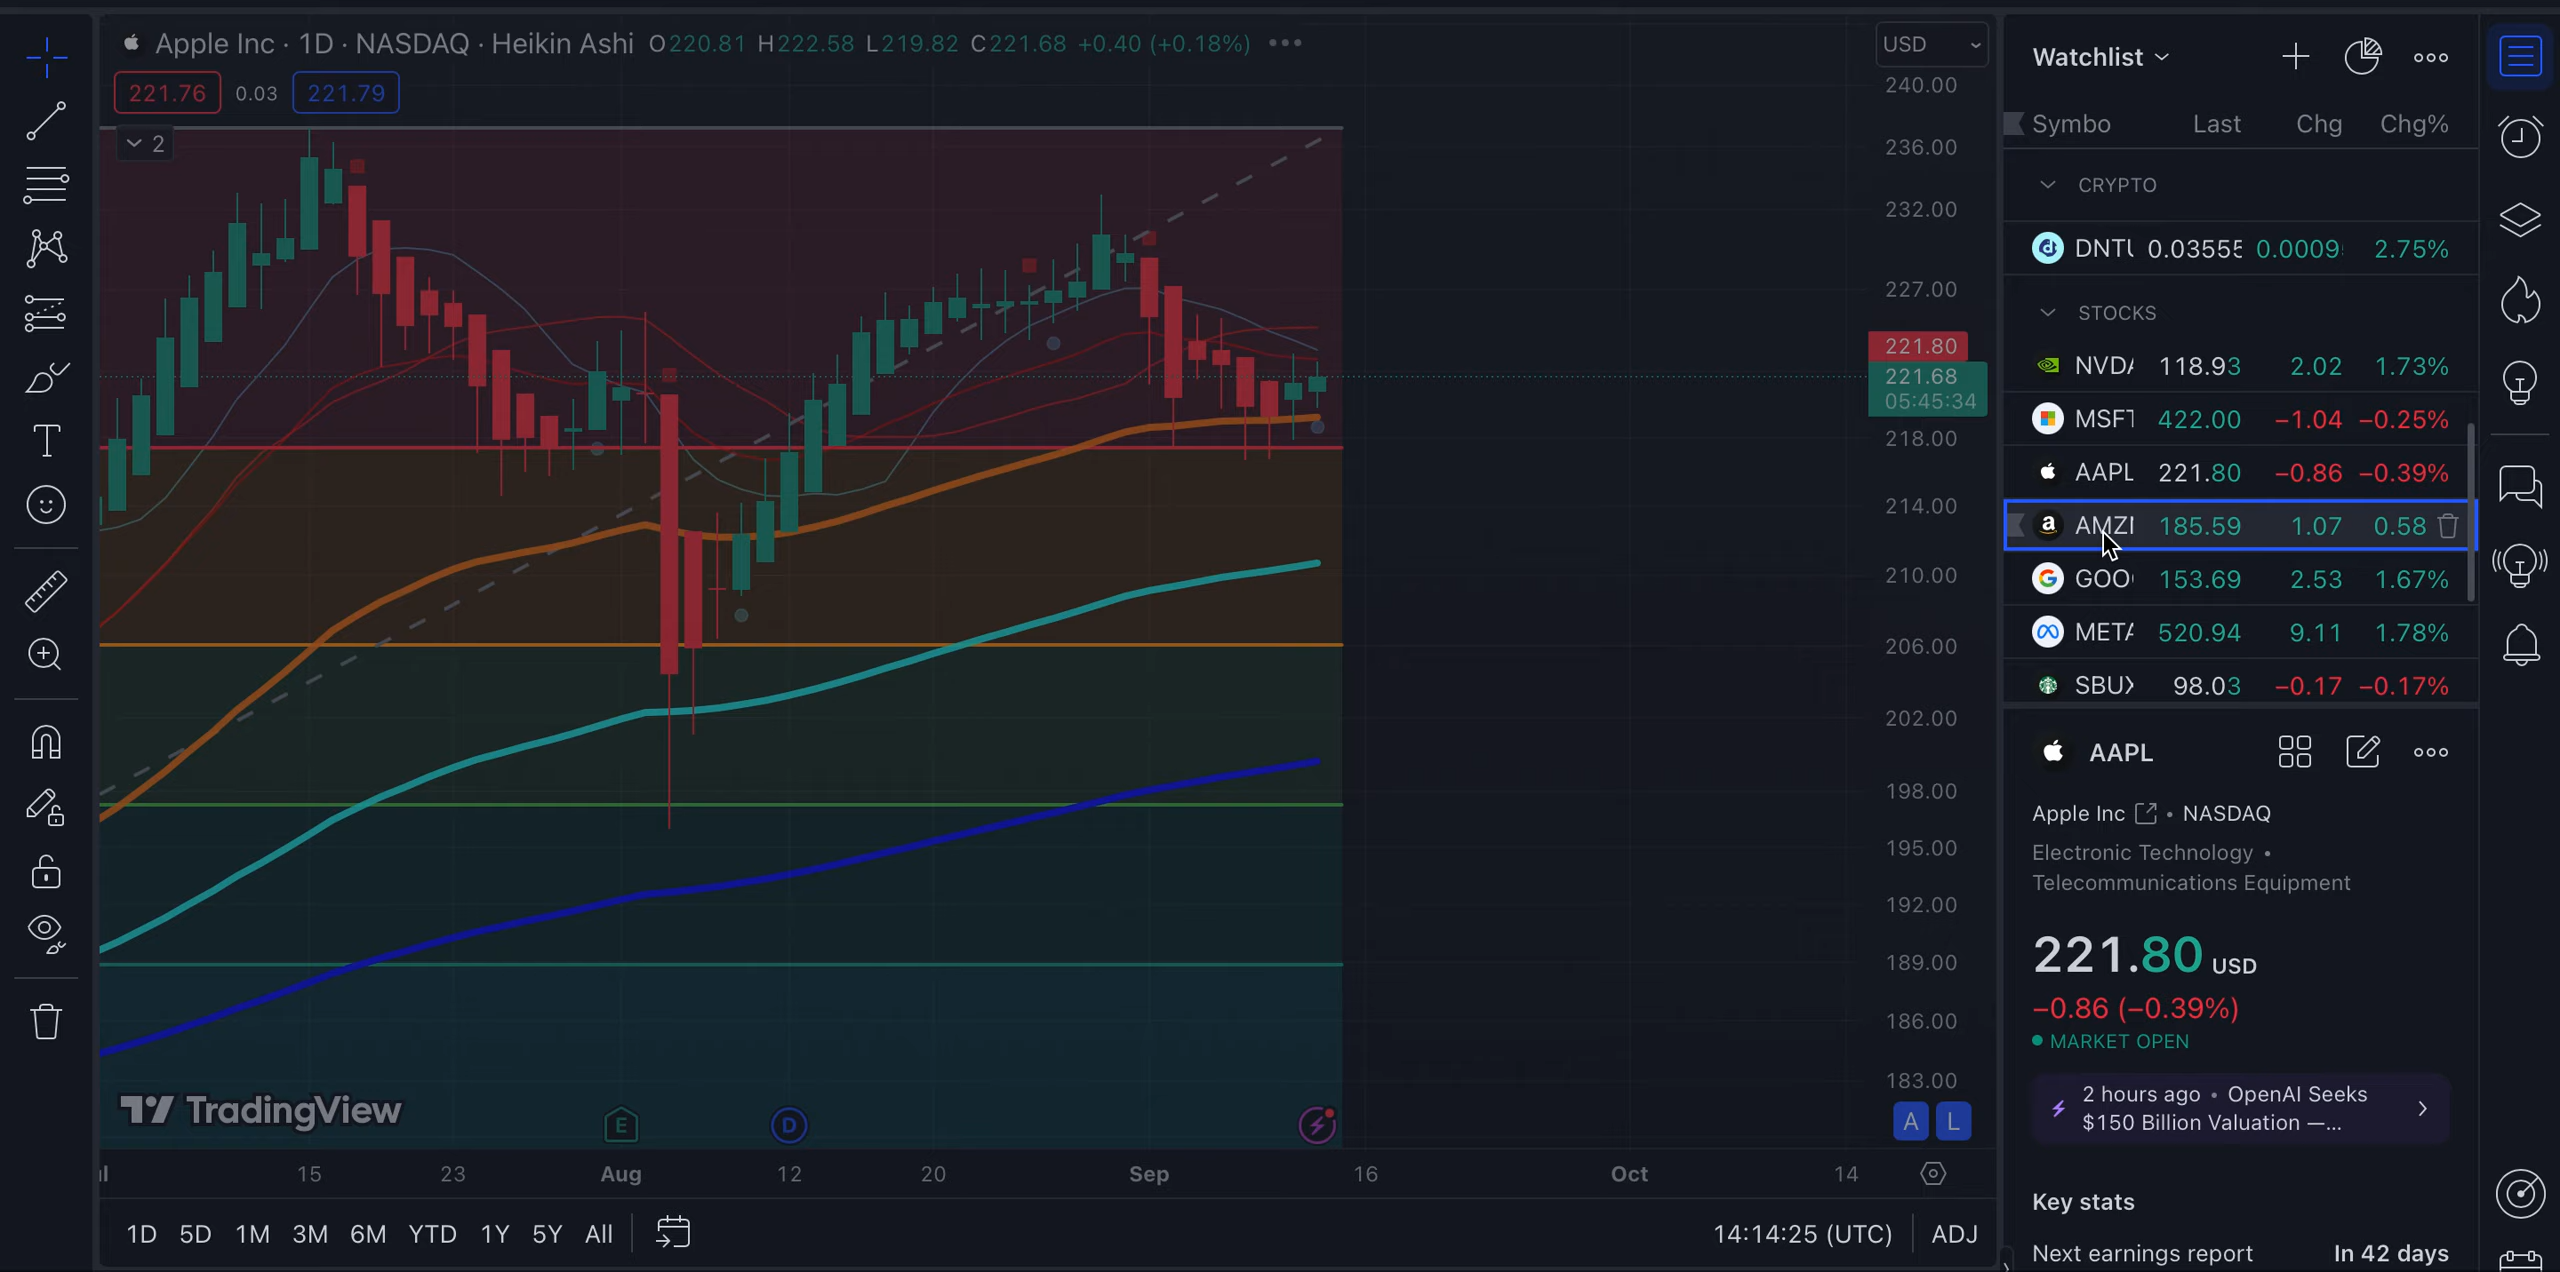 Apple Inc · 1D · NASDAQ · Heikin Ashi O220.81 H222.58 L219.82 C221.68 +0.40 (+0.18%)
221.76 0.03 221.79
2
USD
240.00
236.00
232.00
227.00
221.80
221.68
05:45:34
218.00
214.00
210.00
206.00
202.00
198.00
195.00
192.00
189.00
186.00
183.00
A L
TradingView
E D
15 23 Aug 12 20 Sep 16 Oct 14
1D 5D 1M 3M 6M YTD 1Y 5Y All
14:14:25 (UTC) ADJ
Watchlist
Symbo Last Chg Chg%
CRYPTO
DNTU 0.03555 0.0009 2.75%
STOCKS
NVDA 118.93 2.02 1.73%
MSFT 422.00 −1.04 −0.25%
AAPL 221.80 −0.86 −0.39%
AMZ 185.59 1.07 0.58
GOO 153.69 2.53 1.67%
META 520.94 9.11 1.78%
SBUX 98.03 −0.17 −0.17%
AAPL
Apple Inc • NASDAQ
Electronic Technology •
Telecommunications Equipment
221.80 USD
−0.86 (−0.39%)
MARKET OPEN
2 hours ago • OpenAI Seeks
$150 Billion Valuation —...
Key stats
Next earnings report In 42 days